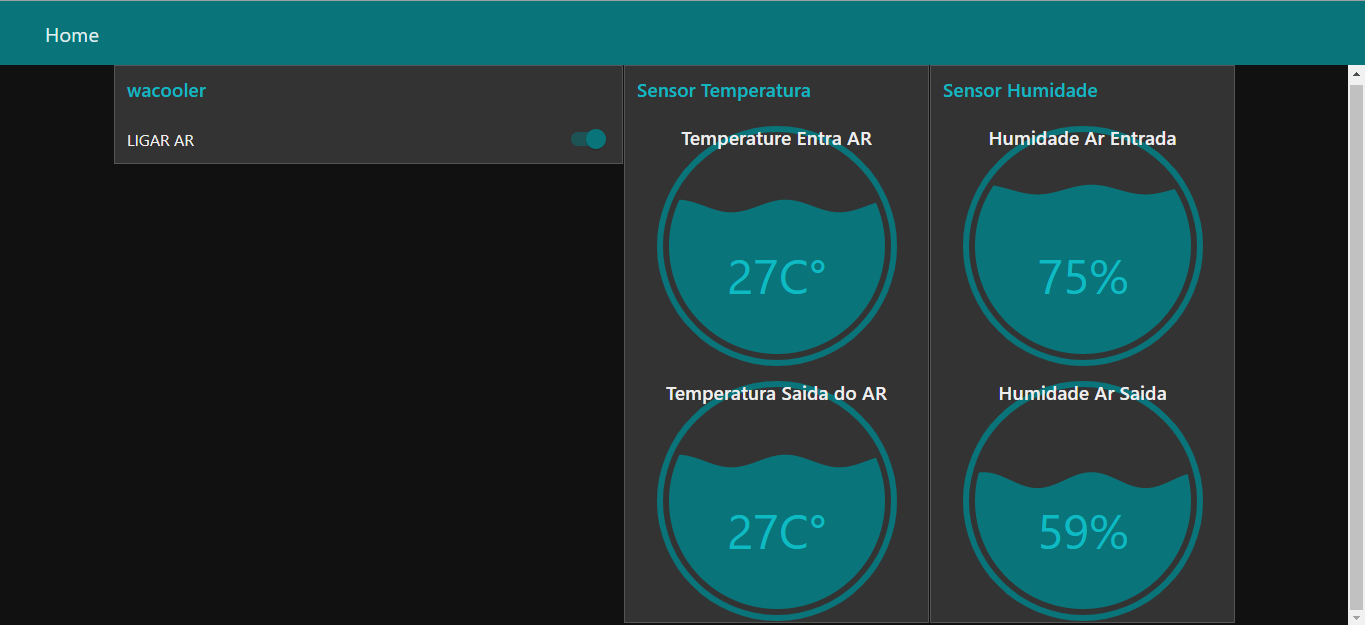 Home
wacooler
LIGAR AR
Sensor Temperatura
Temperature Entra AR
27C°
Temperatura Saida do AR
27C°
Sensor Humidade
Humidade Ar Entrada
75%
Humidade Ar Saida
59%